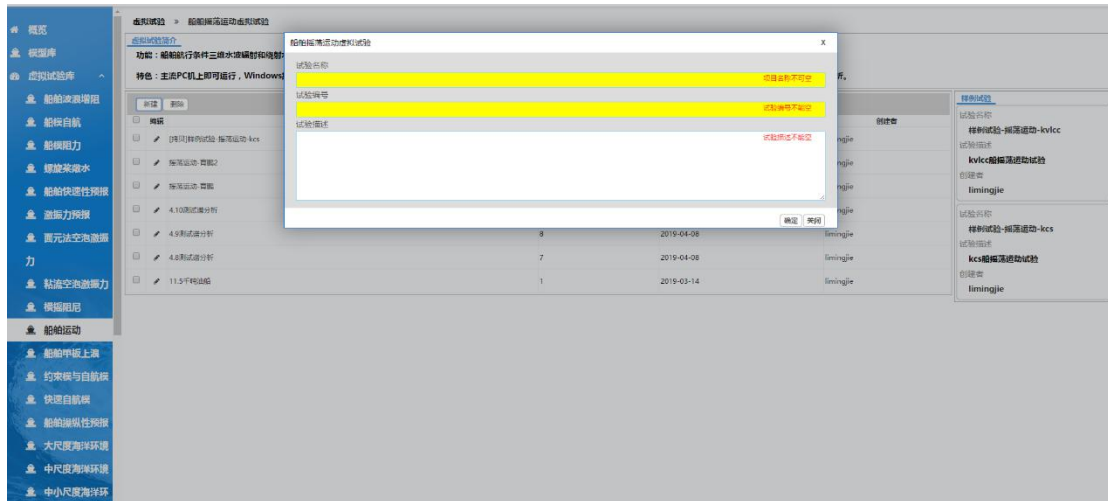 概览
模型库
虚拟试验库
船舶波浪增阻
船模自航
船模阻力
螺旋桨敞水
船舶快速性预报
激振力预报
面元法空泡激振
力
粘流空泡激振力
横摇阻尼
船舶运动
船舶甲板上浪
约束模与自航模
快速自航模
船舶操纵性预报
大尺度海洋环境
中尺度海洋环境
中小尺度海洋环
虚拟试验 » 船舶摇荡运动虚拟试验
虚拟试验简介
功能：船舶航行条件三维水波辐射和绕射
特色：主流PC机上即可运行，Windows
析。
新建 删除
编辑
创建者
[拷贝]样例试验-摇荡运动-kcs
ngjie
摇荡运动-育鹏2
ngjie
摇荡运动-育鹏
ngjie
4.10测试谱分析
ngjie
4.9测试谱分析 8 2019-04-08 limingjie
4.8测试谱分析 7 2019-04-08 limingjie
11.5千吨油船 1 2019-03-14 limingjie
船舶摇荡运动虚拟试验 x
试验名称
项目名称不可空
试验编号
试验编号不能空
试验描述
试验描述不能空
确定 关闭
样例试验
试验名称
样例试验-摇荡运动-kvlcc
试验描述
kvlcc船摇荡运动试验
创建者
limingjie
试验名称
样例试验-摇荡运动-kcs
试验描述
kcs船摇荡运动试验
创建者
limingjie